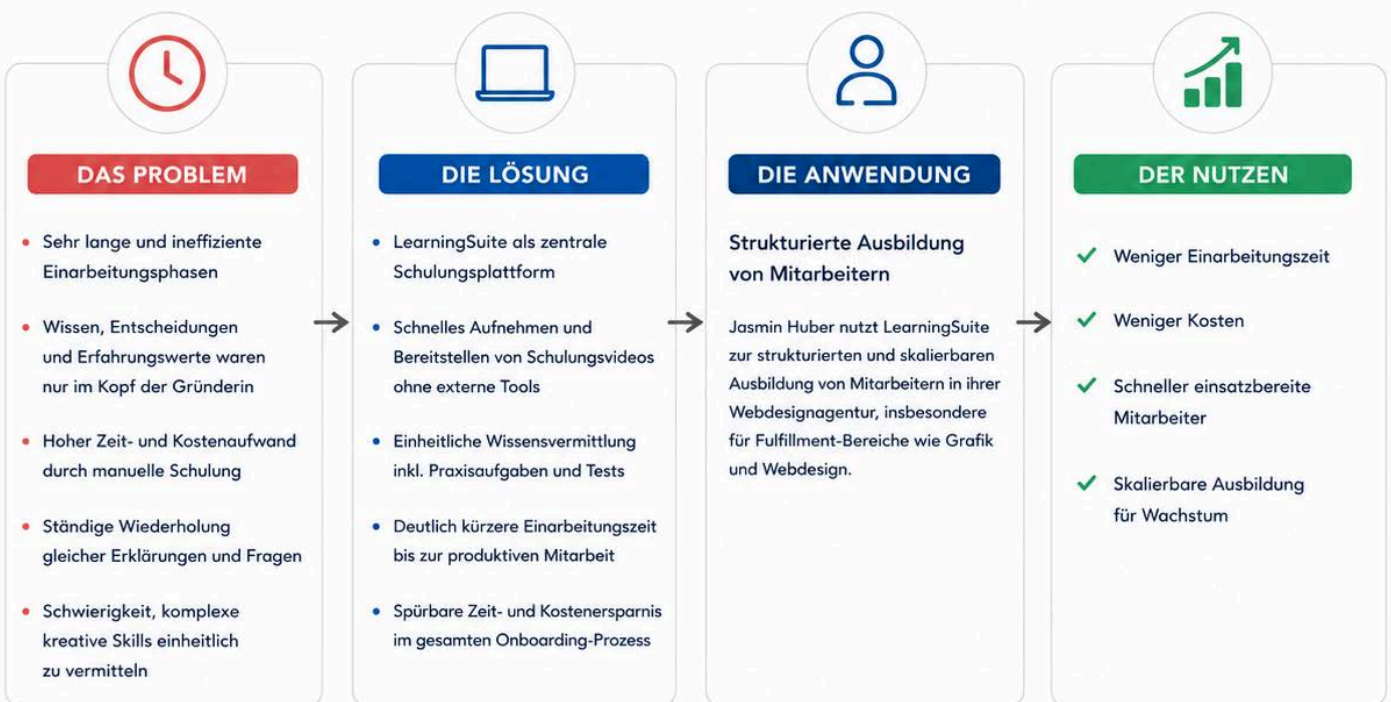 DAS PROBLEM
Sehr lange und ineffiziente
Einarbeitungsphasen
Wissen, Entscheidungen
und Erfahrungswerte waren
nur im Kopf der Gründerin
Hoher Zeit- und Kostenaufwand
durch manuelle Schulung
Ständige Wiederholung
gleicher Erklärungen und Fragen
Schwierigkeit, komplexe
kreative Skills einheitlich
zu vermitteln
DIE LÖSUNG
LearningSuite als zentrale
Schulungsplattform
Schnelles Aufnehmen und
Bereitstellen von Schulungsvideos
ohne externe Tools
Einheitliche Wissensvermittlung
inkl. Praxisaufgaben und Tests
Deutlich kürzere Einarbeitungszeit
bis zur produktiven Mitarbeit
Spürbare Zeit- und Kostenersparnis
im gesamten Onboarding-Prozess
DIE ANWENDUNG
Strukturierte Ausbildung
von Mitarbeitern
Jasmin Huber nutzt LearningSuite
zur strukturierten und skalierbaren
Ausbildung von Mitarbeitern in ihrer
Webdesignagentur, insbesondere
für Fulfillment-Bereiche wie Grafik
und Webdesign.
DER NUTZEN
Weniger Einarbeitungszeit
Weniger Kosten
Schneller einsatzbereite
Mitarbeiter
Skalierbare Ausbildung
für Wachstum